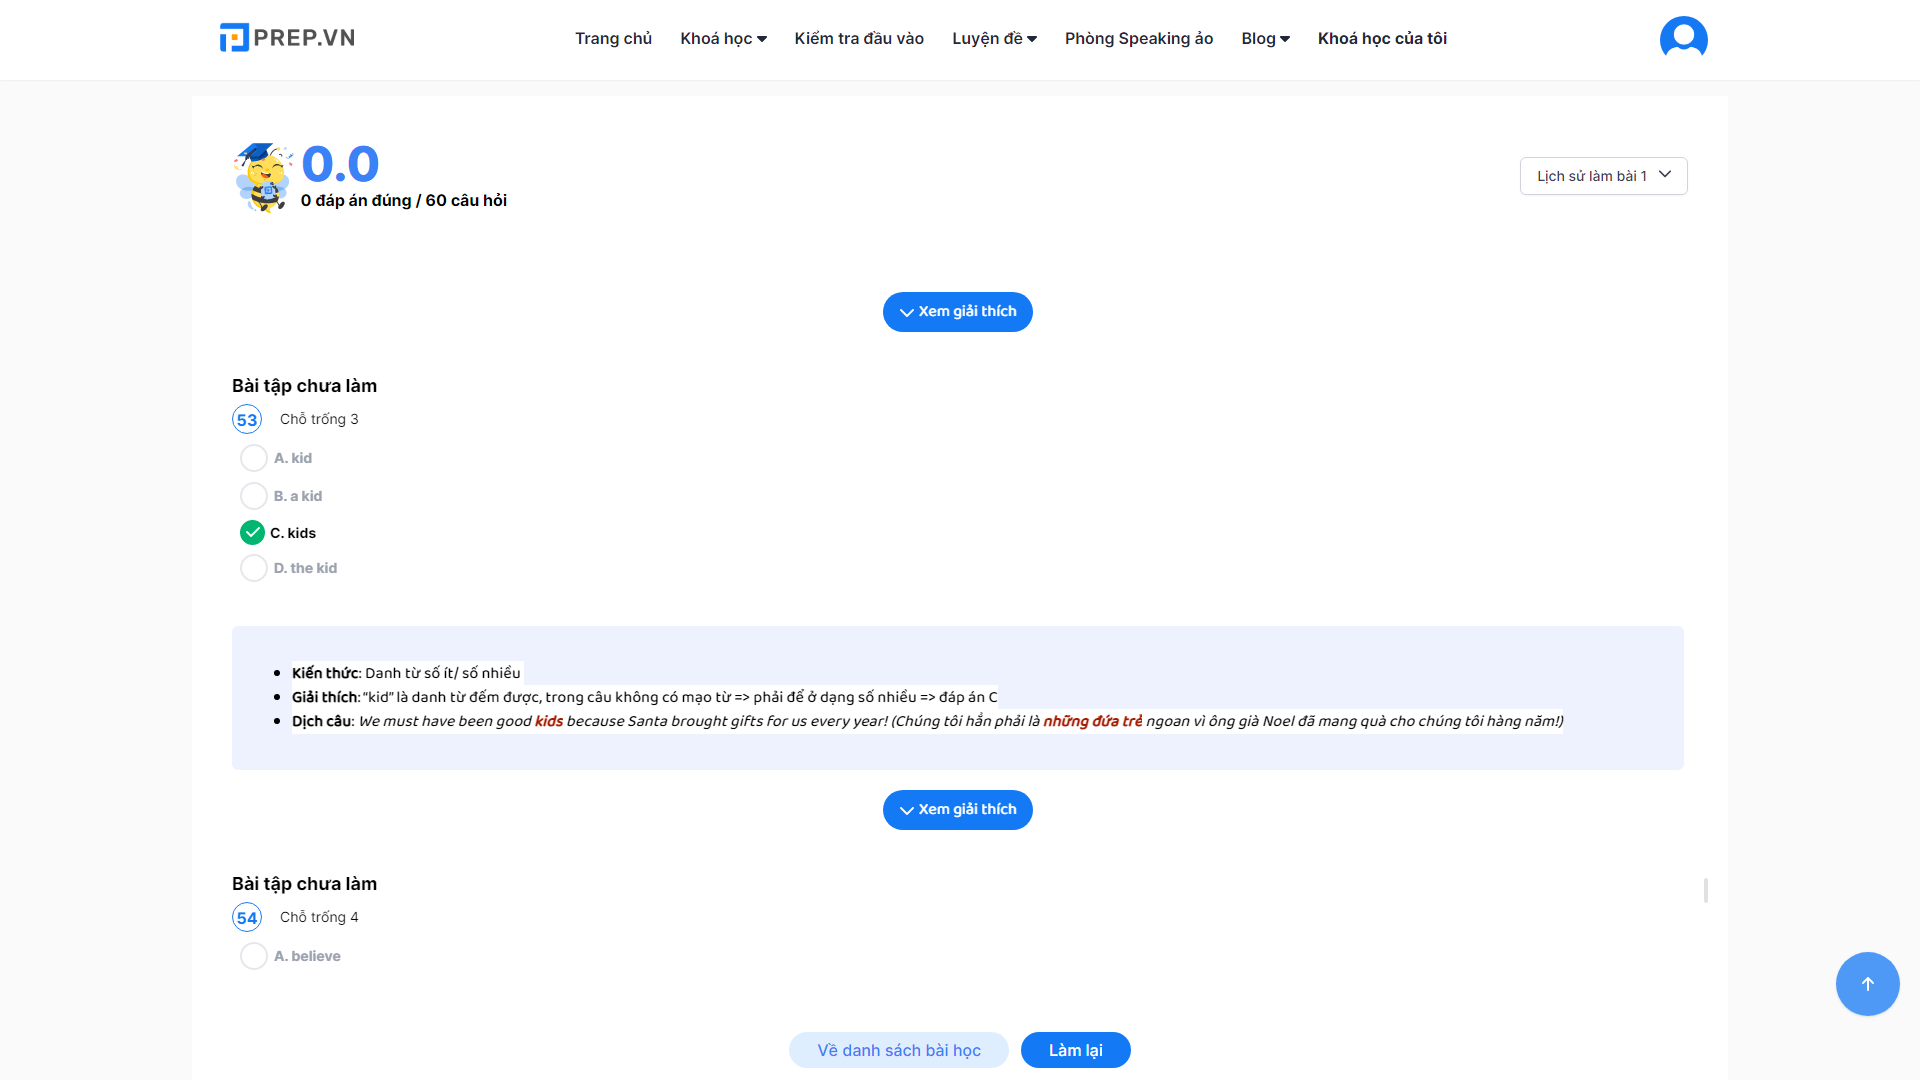 PREP.VN
Trang chủ
Khoá học
Kiểm tra đầu vào
Luyện đề
Phòng Speaking ảo
Blog
Khoá học của tôi
0.0
0 đáp án đúng / 60 câu hỏi
Lịch sử làm bài 1
Xem giải thích
Bài tập chưa làm
53 Chỗ trống 3
A. kid
B. a kid
C. kids
D. the kid
Kiến thức: Danh từ số ít/ số nhiều
Giải thích: “kid” là danh từ đếm được, trong câu không có mạo từ => phải để ở dạng số nhiều => đáp án C
Dịch câu: We must have been good kids because Santa brought gifts for us every year! (Chúng tôi hẳn phải là những đứa trẻ ngoan vì ông già Noel đã mang quà cho chúng tôi hàng năm!)
Xem giải thích
Bài tập chưa làm
54 Chỗ trống 4
A. believe
Về danh sách bài học
Làm lại